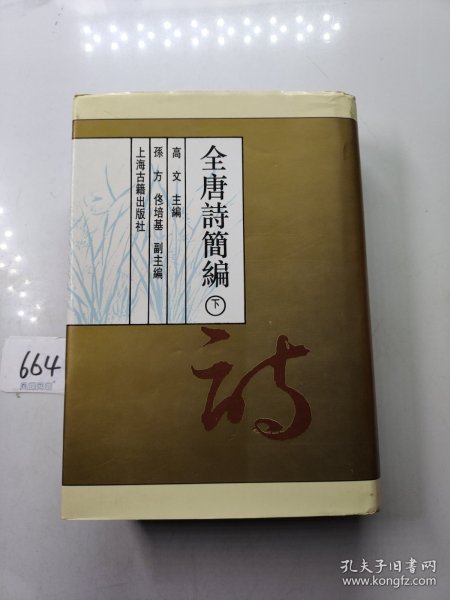 全唐詩簡編
下
高文 主編
孫方 佟培基 副主編
上海古籍出版社
詩
664
孔夫子旧书网
www.kongfz.com